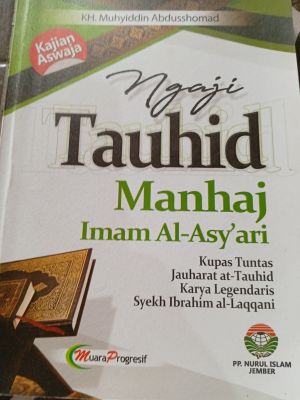 KH. Muhyiddin Abdusshomad
Kajian
Aswaja
Ngaji
Tauhid
Manhaj
Imam Al-Asy'ari
Kupas Tuntas
Jauharat at-Tauhid
Karya Legendaris
Syekh Ibrahim al-Laqqani
MuaraProgresif
PP. NURUL ISLAM
JEMBER